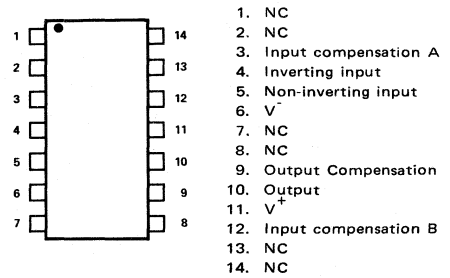 1
2
3
4
5
6
7
14
13
12
11
10
9
8
1. NC
2. NC
3. Input compensation A
4. Inverting input
5. Non-inverting input
6. V-
7. NC
8. NC
9. Output Compensation
10. Output
11. V+
12. Input compensation B
13. NC
14. NC